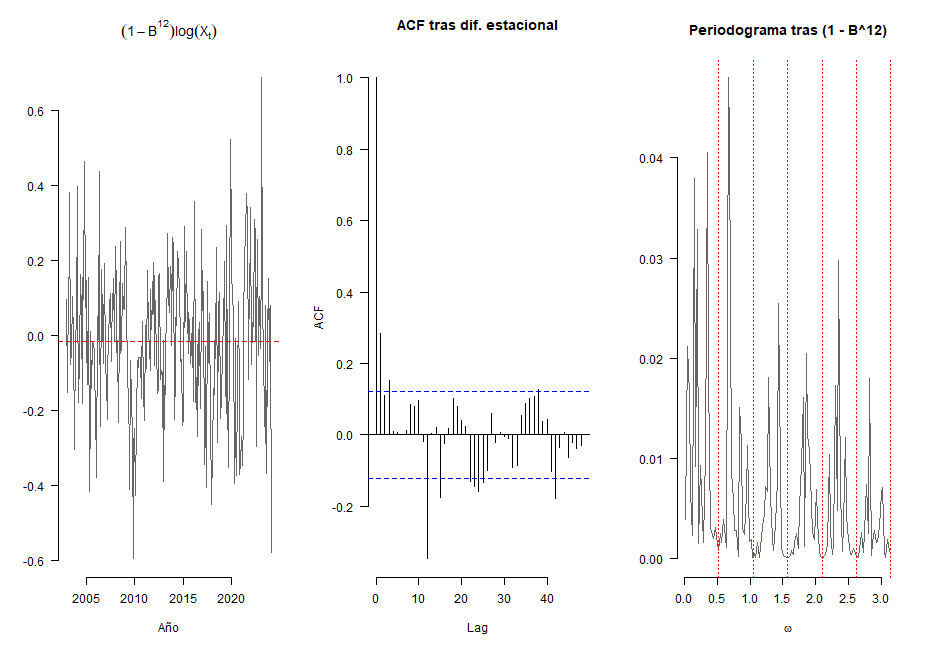 (1 − B^12)log(X_t)
0.6
0.4
0.2
0.0
-0.2
-0.4
-0.6
2005 2010 2015 2020
Año
ACF tras dif. estacional
ACF
1.0
0.8
0.6
0.4
0.2
0.0
-0.2
0 10 20 30 40
Lag
Periodograma tras (1 - B^12)
0.04
0.03
0.02
0.01
0.00
0.0 0.5 1.0 1.5 2.0 2.5 3.0
ω